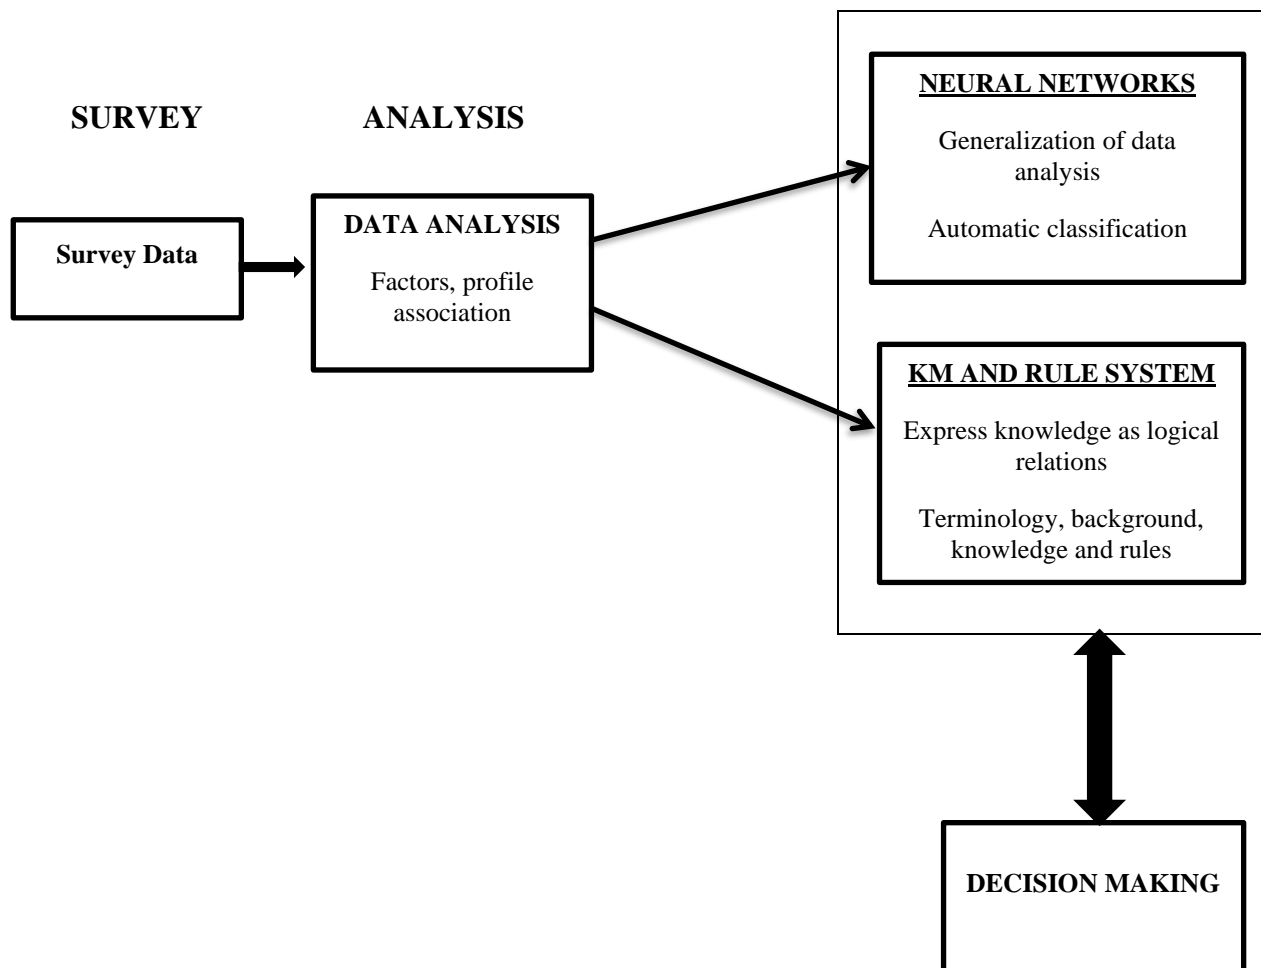 SURVEY
ANALYSIS
Survey Data
DATA ANALYSIS
Factors, profile
association
NEURAL NETWORKS
Generalization of data
analysis
Automatic classification
KM AND RULE SYSTEM
Express knowledge as logical
relations
Terminology, background,
knowledge and rules
DECISION MAKING